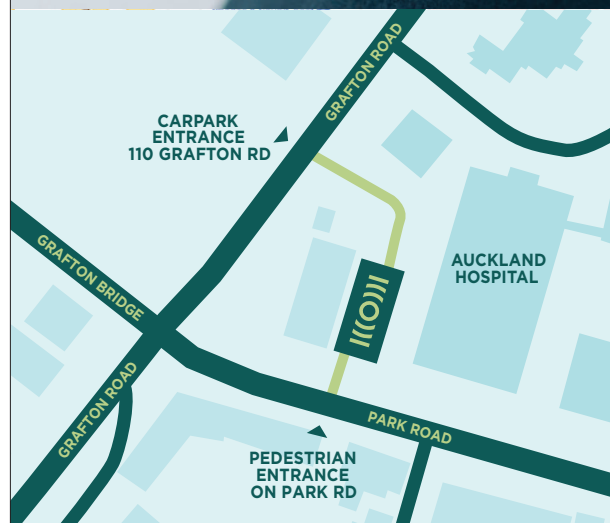 GRAFTON ROAD
CARPARK
ENTRANCE
110 GRAFTON RD
AUCKLAND
HOSPITAL
GRAFTON BRIDGE
GRAFTON ROAD
PARK ROAD
PEDESTRIAN
ENTRANCE
ON PARK RD